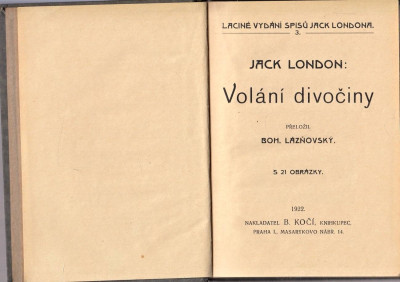 LACINÉ VYDÁNÍ SPISŮ JACK LONDONA.
3.
JACK LONDON:
Volání divočiny
PŘELOŽIL
BOH. LÁZŇOVSKÝ.
S 21 OBRÁZKY.
1922.
NAKLADATEL B. KOČÍ, KNIHKUPEC,
PRAHA I., MASARYKOVO NÁBŘ. 14.